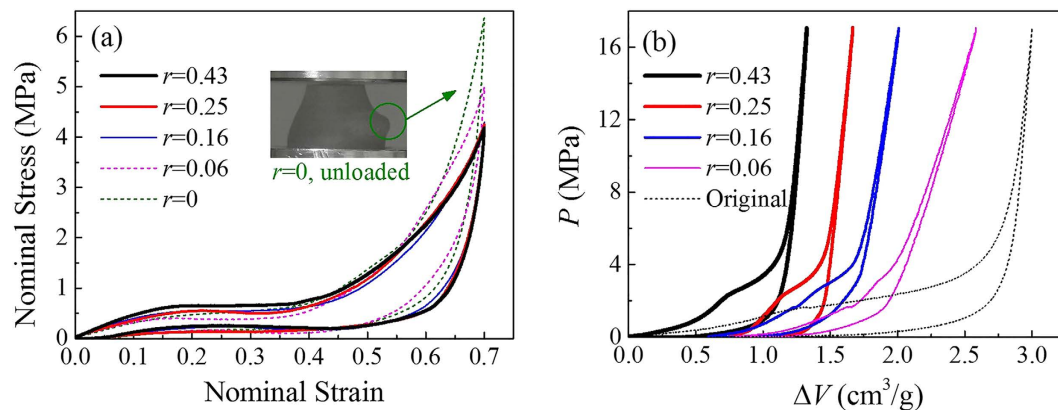 (a)
Nominal Stress (MPa)
7
6
5
4
3
2
1
0
r=0.43
r=0.25
r=0.16
r=0.06
r=0
r=0, unloaded
0.0 0.1 0.2 0.3 0.4 0.5 0.6 0.7
Nominal Strain
(b)
P (MPa)
16
12
8
4
0
r=0.43
r=0.25
r=0.16
r=0.06
Original
0.0 0.5 1.0 1.5 2.0 2.5 3.0
ΔV (cm³/g)